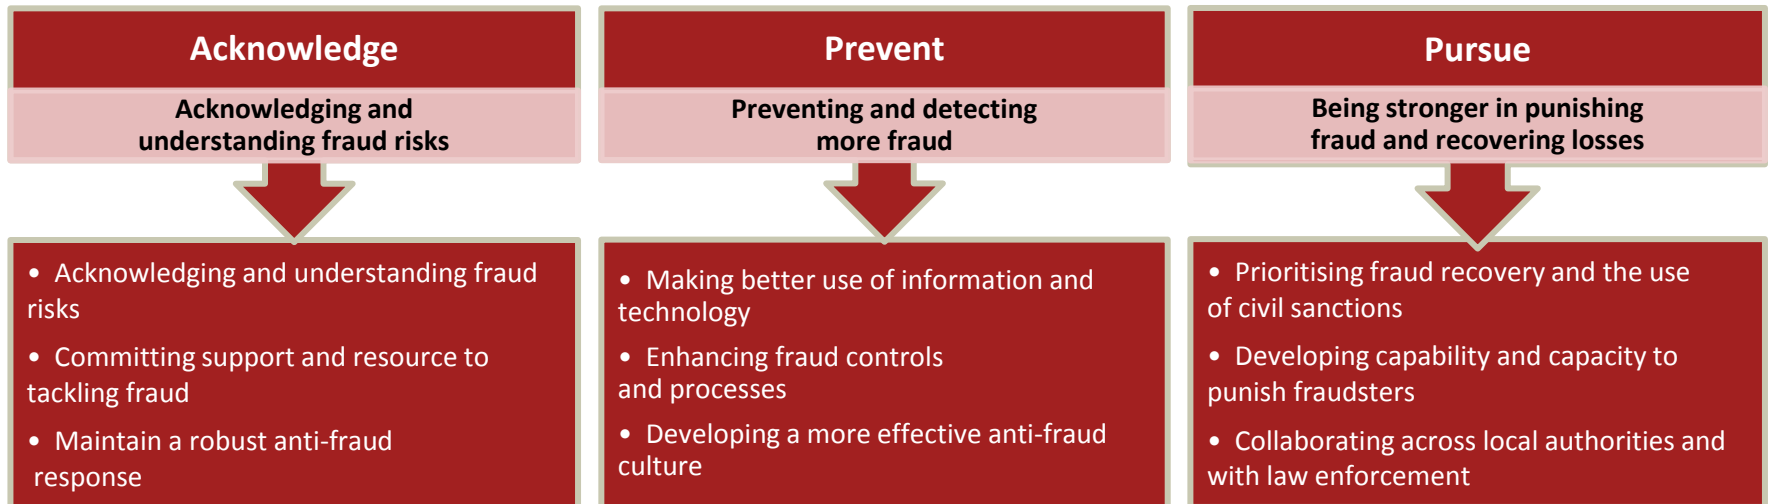 Acknowledge
Acknowledging and
understanding fraud risks
• Acknowledging and understanding fraud
risks
• Committing support and resource to
tackling fraud
• Maintain a robust anti-fraud
response
Prevent
Preventing and detecting
more fraud
• Making better use of information and
technology
• Enhancing fraud controls
and processes
• Developing a more effective anti-fraud
culture
Pursue
Being stronger in punishing
fraud and recovering losses
• Prioritising fraud recovery and the use
of civil sanctions
• Developing capability and capacity to
punish fraudsters
• Collaborating across local authorities and
with law enforcement